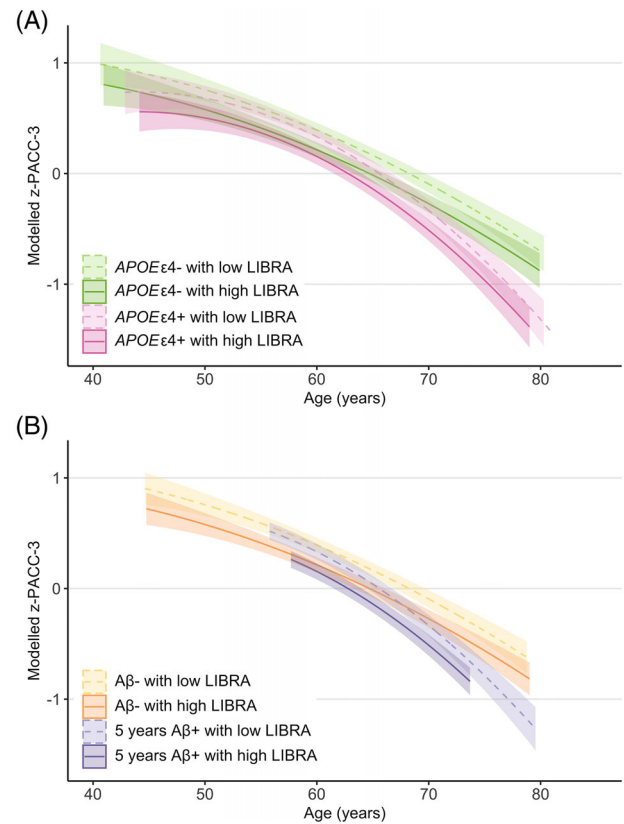 (A)
Modelled z-PACC-3
1
0
-1
APOEε4- with low LIBRA
APOEε4- with high LIBRA
APOEε4+ with low LIBRA
APOEε4+ with high LIBRA
40 50 60 70 80
Age (years)
(B)
Modelled z-PACC-3
1
0
-1
Aβ- with low LIBRA
Aβ- with high LIBRA
5 years Aβ+ with low LIBRA
5 years Aβ+ with high LIBRA
40 50 60 70 80
Age (years)